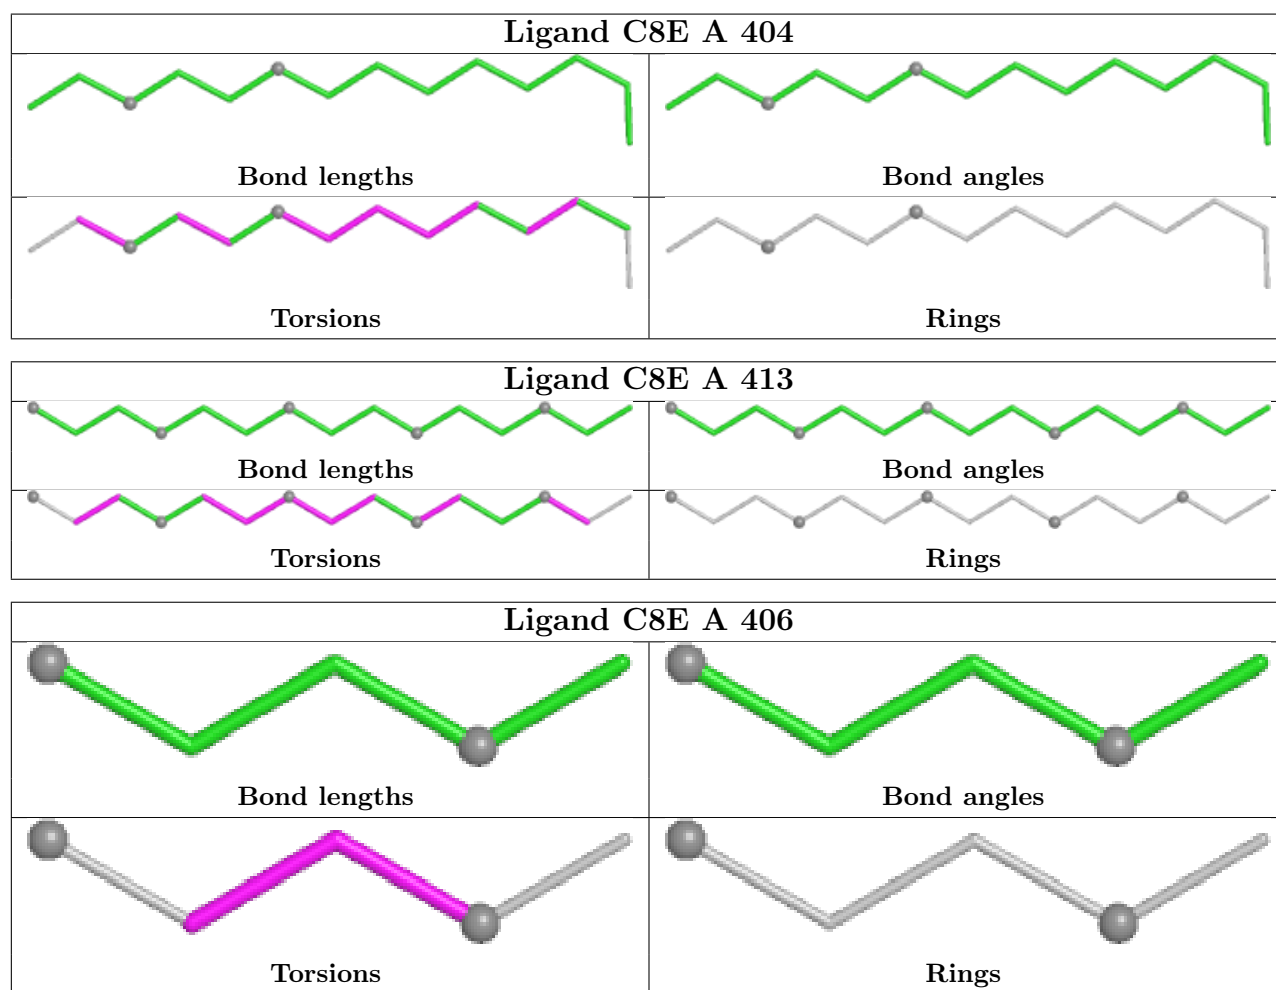 Ligand C8E A 404
Bond lengths Bond angles
Torsions Rings
Ligand C8E A 413
Bond lengths Bond angles
Torsions Rings
Ligand C8E A 406
Bond lengths Bond angles
Torsions Rings